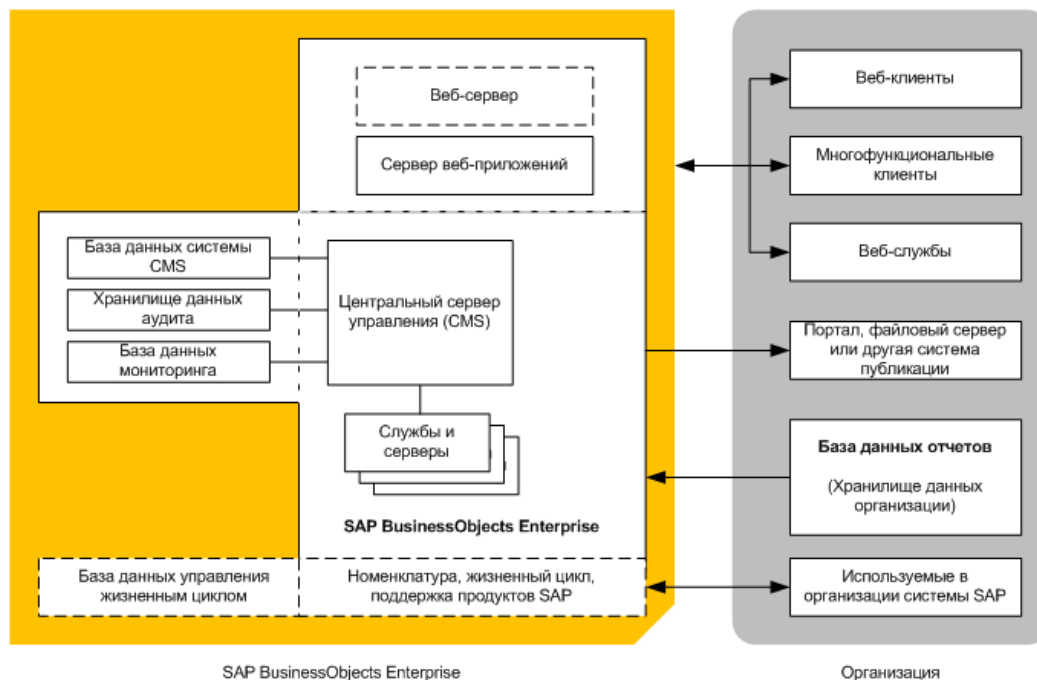 Веб-сервер
Сервер веб-приложений
База данных системы
CMS
Хранилище данных
аудита
База данных
мониторинга
Центральный сервер
управления (CMS)
Службы и
серверы
SAP BusinessObjects Enterprise
База данных управления
жизненным циклом
Номенклатура, жизненный цикл,
поддержка продуктов SAP
SAP BusinessObjects Enterprise
Веб-клиенты
Многофункциональные
клиенты
Веб-службы
Портал, файловый сервер
или другая система
публикации
База данных отчетов
(Хранилище данных
организации)
Используемые в
организации системы SAP
Организация